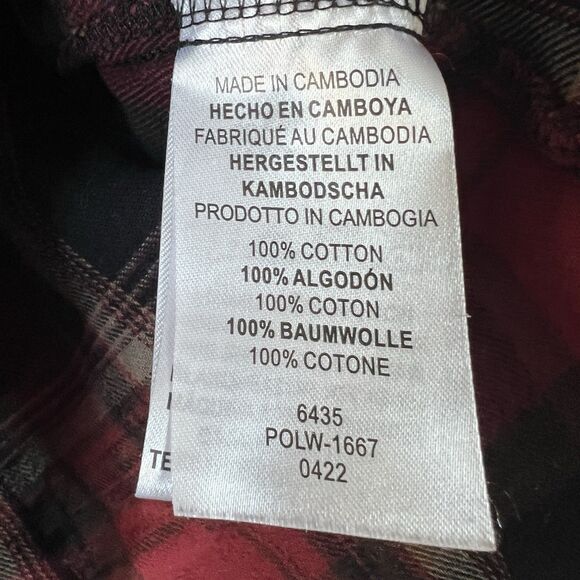 MADE IN CAMBODIA
HECHO EN CAMBOYA
FABRIQUÉ AU CAMBODIA
HERGESTELLT IN
KAMBODSCHA
PRODOTTO IN CAMBOGIA
100% COTTON
100% ALGODÓN
100% COTON
100% BAUMWOLLE
100% COTONE
6435
POLW-1667
0422
TE